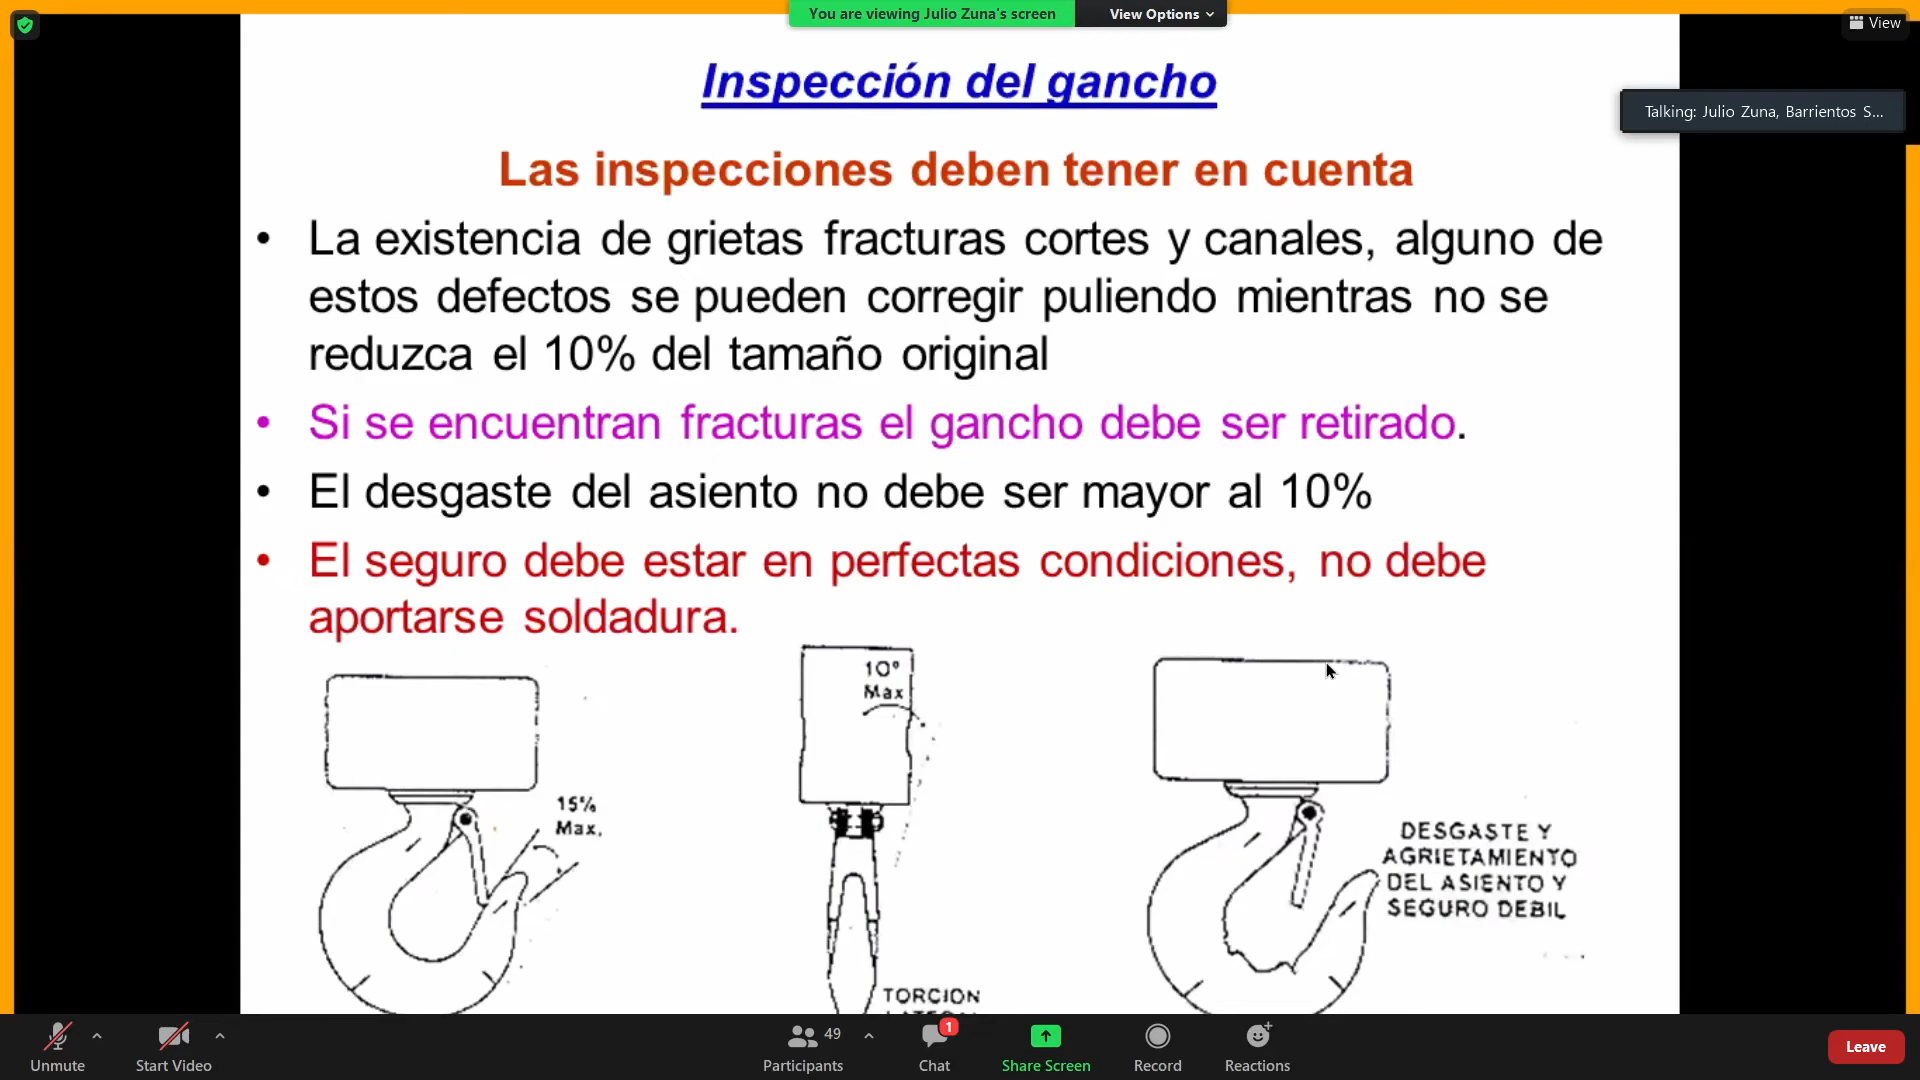 You are viewing Julio Zuna's screen
View Options
View
Talking: Julio Zuna, Barrientos S...
Inspección del gancho
Las inspecciones deben tener en cuenta
• La existencia de grietas fracturas cortes y canales, alguno de
estos defectos se pueden corregir puliendo mientras no se
reduzca el 10% del tamaño original
• Si se encuentran fracturas el gancho debe ser retirado.
• El desgaste del asiento no debe ser mayor al 10%
• El seguro debe estar en perfectas condiciones, no debe
aportarse soldadura.
15%
Max.
10°
Max
TORCION
LATERAL
DESGASTE Y
AGRIETAMIENTO
DEL ASIENTO Y
SEGURO DEBIL
Unmute
Start Video
49
Participants
1
Chat
Share Screen
Record
Reactions
Leave